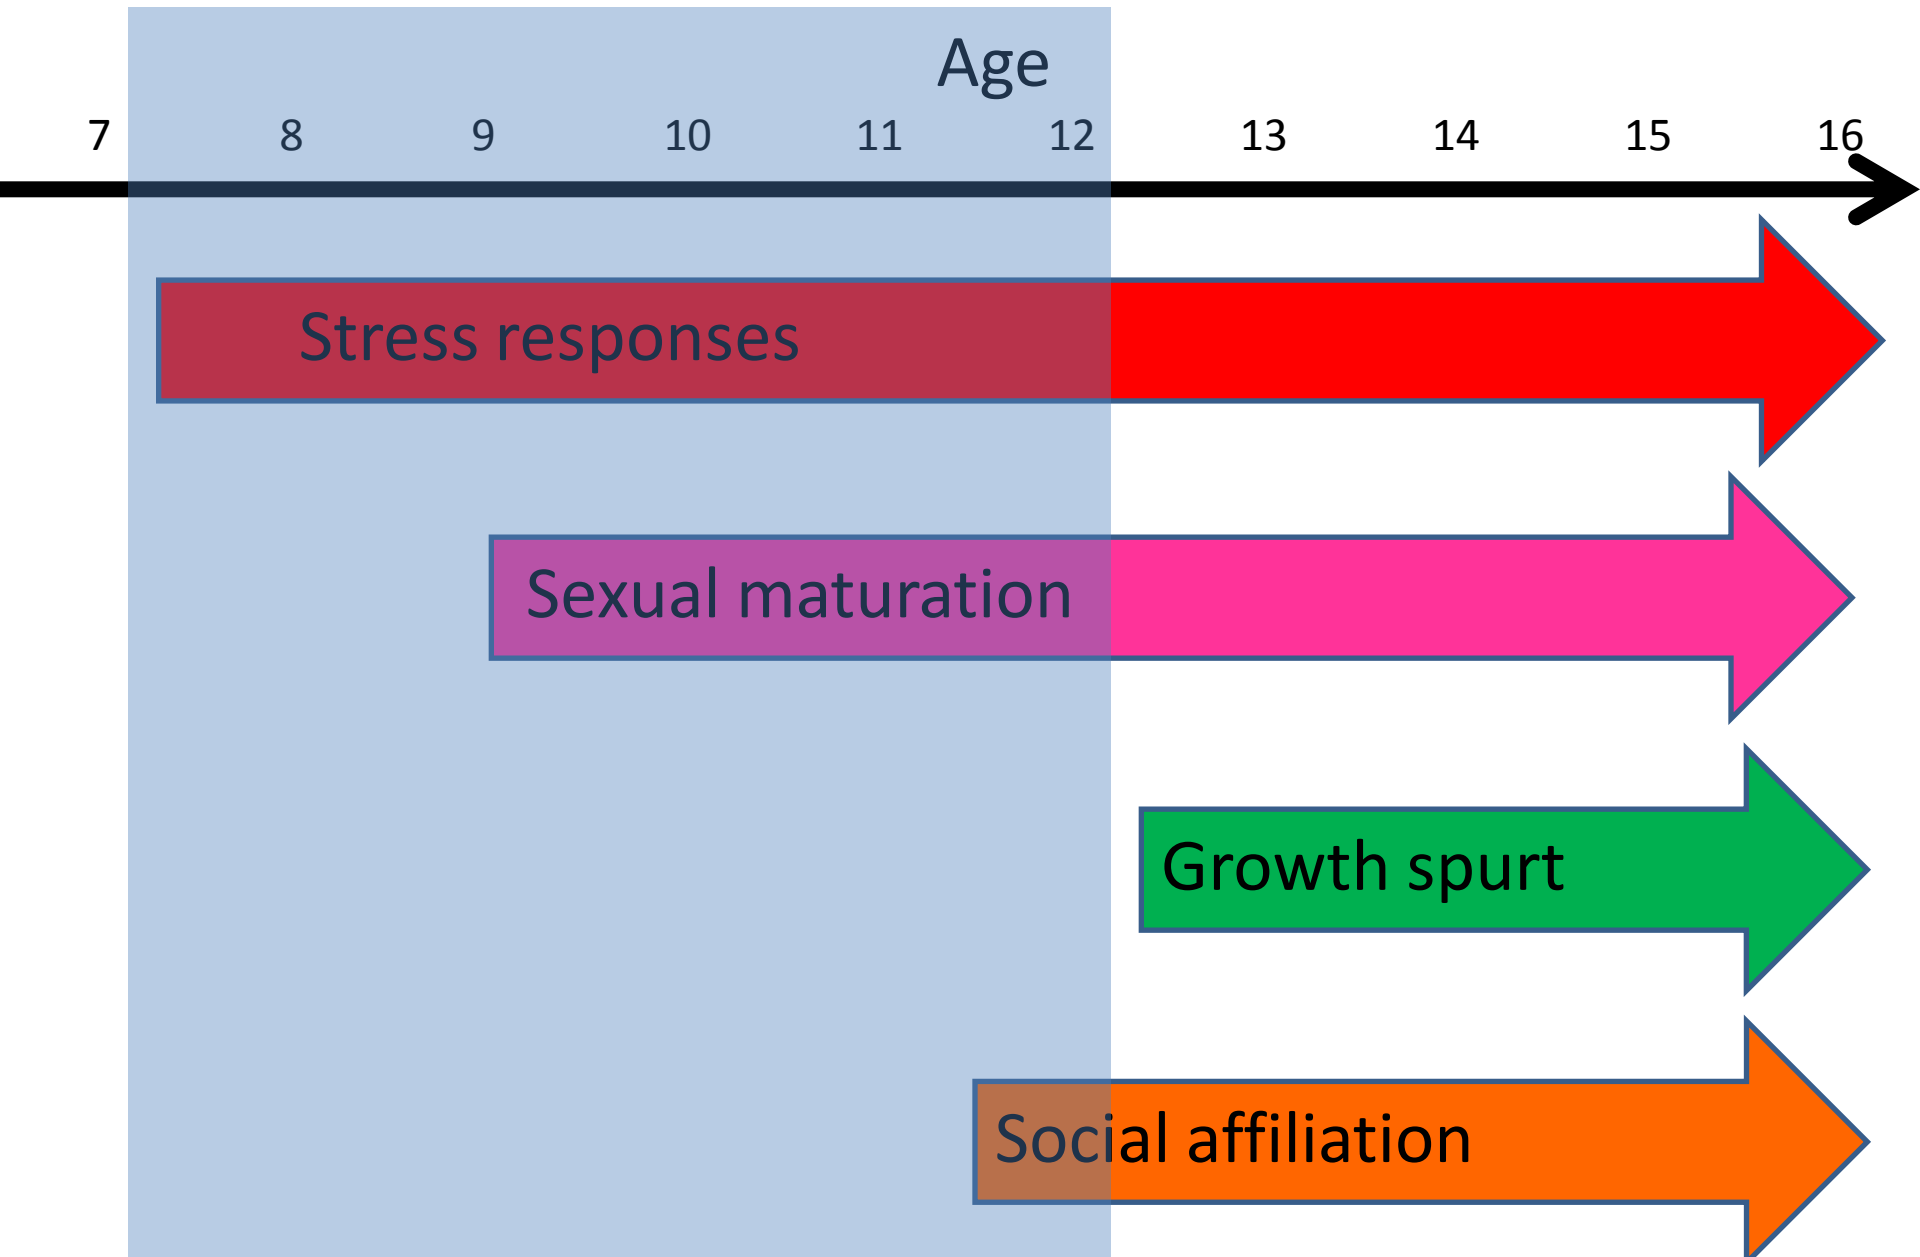 Age
7 8 9 10 11 12 13 14 15 16
Stress responses
Sexual maturation
Growth spurt
Social affiliation